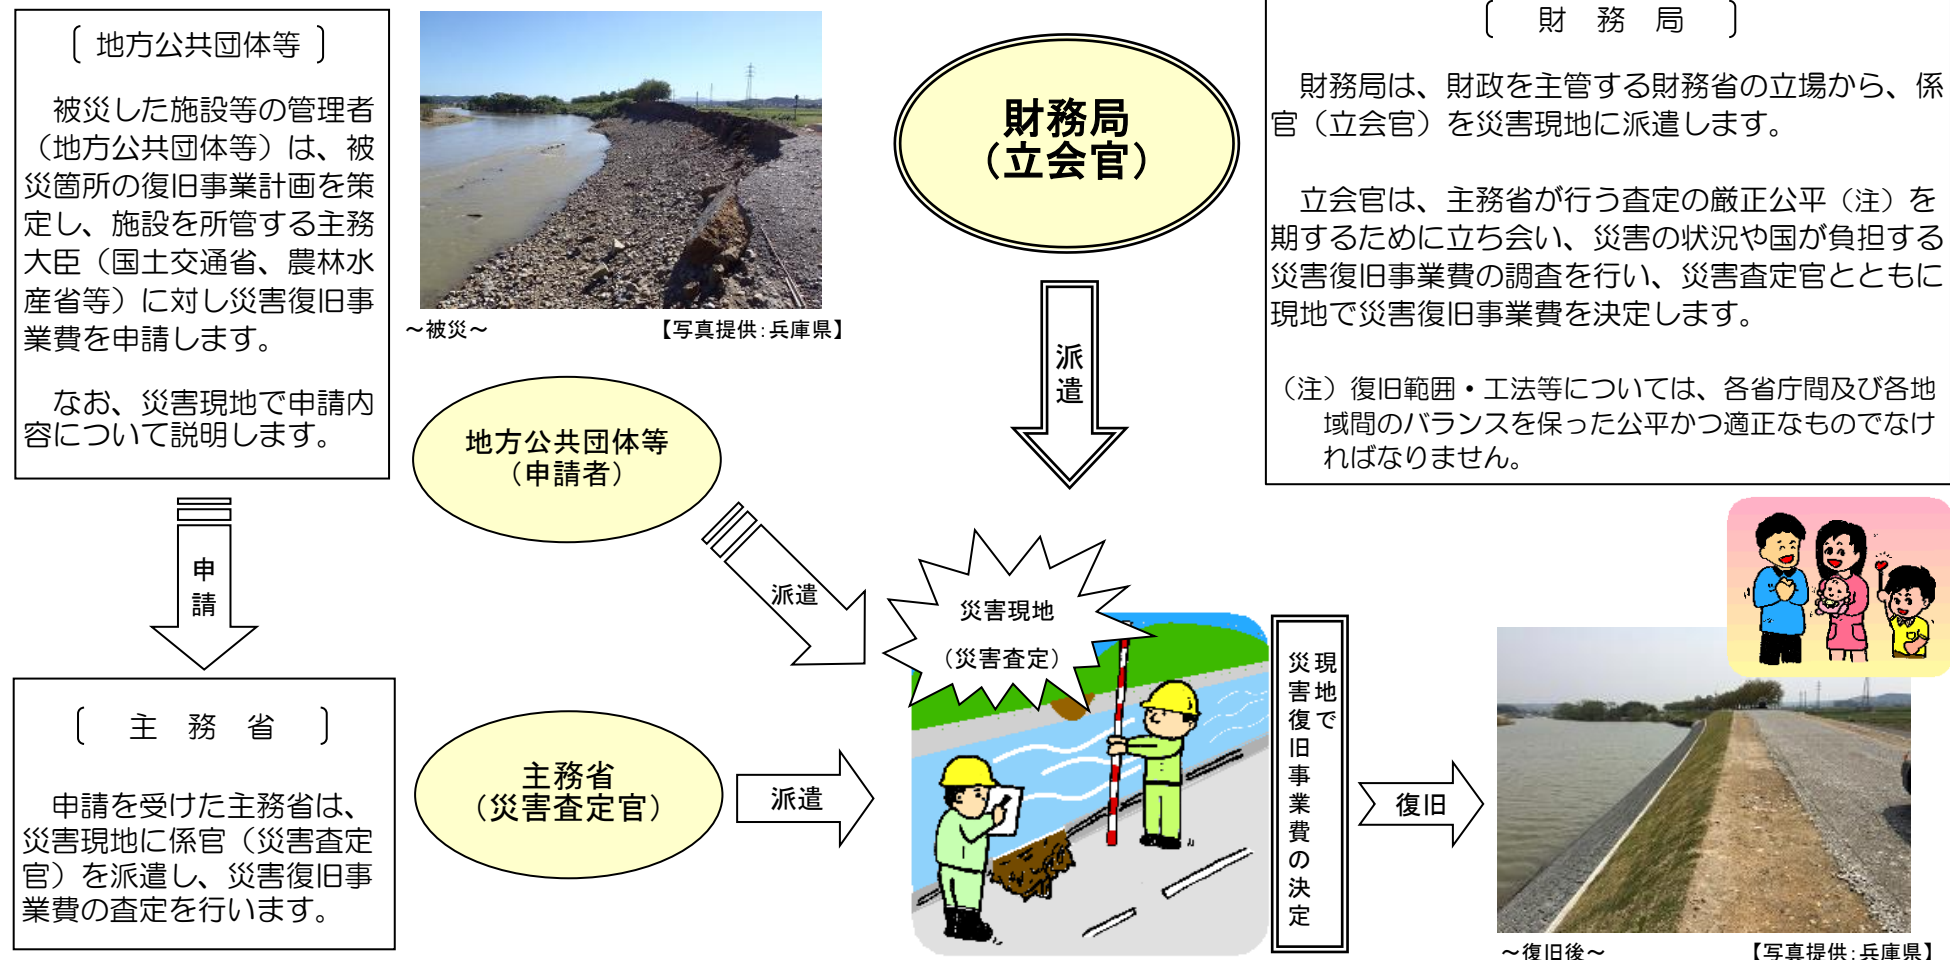 〔 地方公共団体等 〕
　被災した施設等の管理者
（地方公共団体等）は、被
災箇所の復旧事業計画を策
定し、施設を所管する主務
大臣（国土交通省、農林水
産省等）に対し災害復旧事
業費を申請します。
　なお、災害現地で申請内
容について説明します。
申請
〔　主　務　省　〕
　申請を受けた主務省は、
災害現地に係官（災害査定
官）を派遣し、災害復旧事
業費の査定を行います。
～被災～
【写真提供：兵庫県】
地方公共団体等
（申請者）
派遣
主務省
（災害査定官）
派遣
財務局
（立会官）
派遣
災害現地
（災害査定）
現地で
災害復旧事業費の決定
復旧
〔　財　務　局　〕
　財務局は、財政を主管する財務省の立場から、係
官（立会官）を災害現地に派遣します。
　立会官は、主務省が行う査定の厳正公平（注）を
期するために立ち会い、災害の状況や国が負担する
災害復旧事業費の調査を行い、災害査定官とともに
現地で災害復旧事業費を決定します。
（注）復旧範囲・工法等については、各省庁間及び各地
域間のバランスを保った公平かつ適正なものでなけ
ればなりません。
～復旧後～
【写真提供：兵庫県】